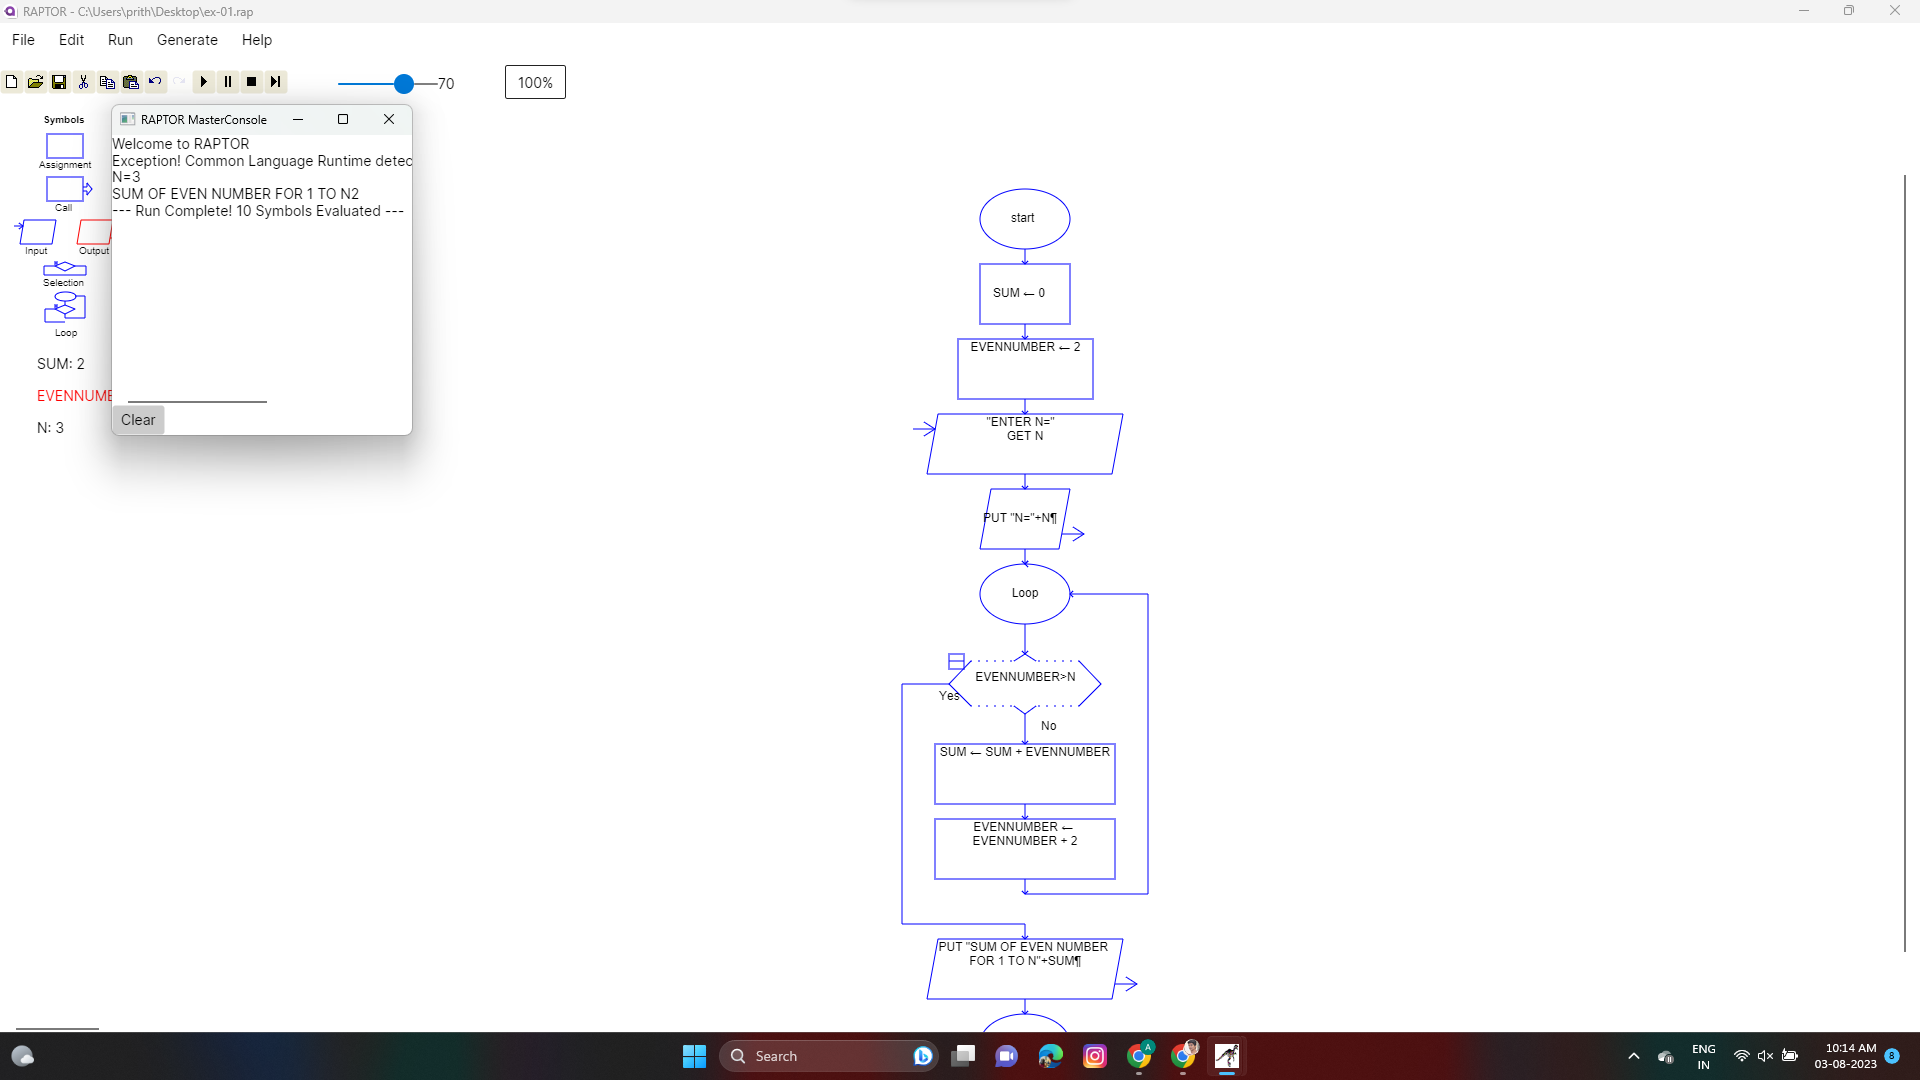 RAPTOR - C:\Users\prith\Desktop\ex-01.rap
File Edit Run Generate Help
70
100%
Symbols
Assignment
Call
Input Output
Selection
Loop
SUM: 2
EVENNUME
N: 3
RAPTOR MasterConsole
Welcome to RAPTOR
Exception! Common Language Runtime detec
N=3
SUM OF EVEN NUMBER FOR 1 TO N2
--- Run Complete! 10 Symbols Evaluated ---
Clear
start
SUM ← 0
EVENNUMBER ← 2
"ENTER N="
GET N
PUT "N="+N¶
Loop
EVENNUMBER>N
Yes
No
SUM ← SUM + EVENNUMBER
EVENNUMBER ←
EVENNUMBER + 2
PUT "SUM OF EVEN NUMBER
FOR 1 TO N"+SUM¶
Search
A
ENG
IN
10:14 AM
03-08-2023
8